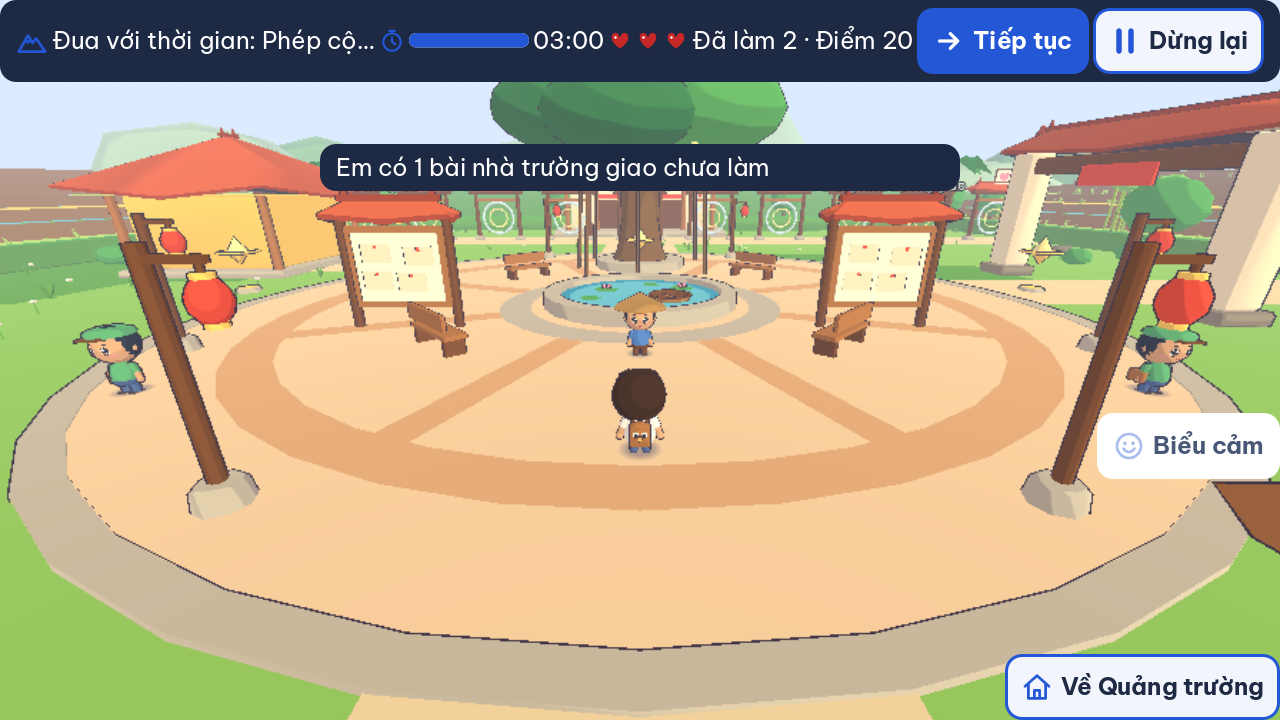 Đua với thời gian: Phép cộ... 03:00 Đã làm 2 · Điểm 20 Tiếp tục Dừng lại
Em có 1 bài nhà trường giao chưa làm
Biểu cảm
Về Quảng trường